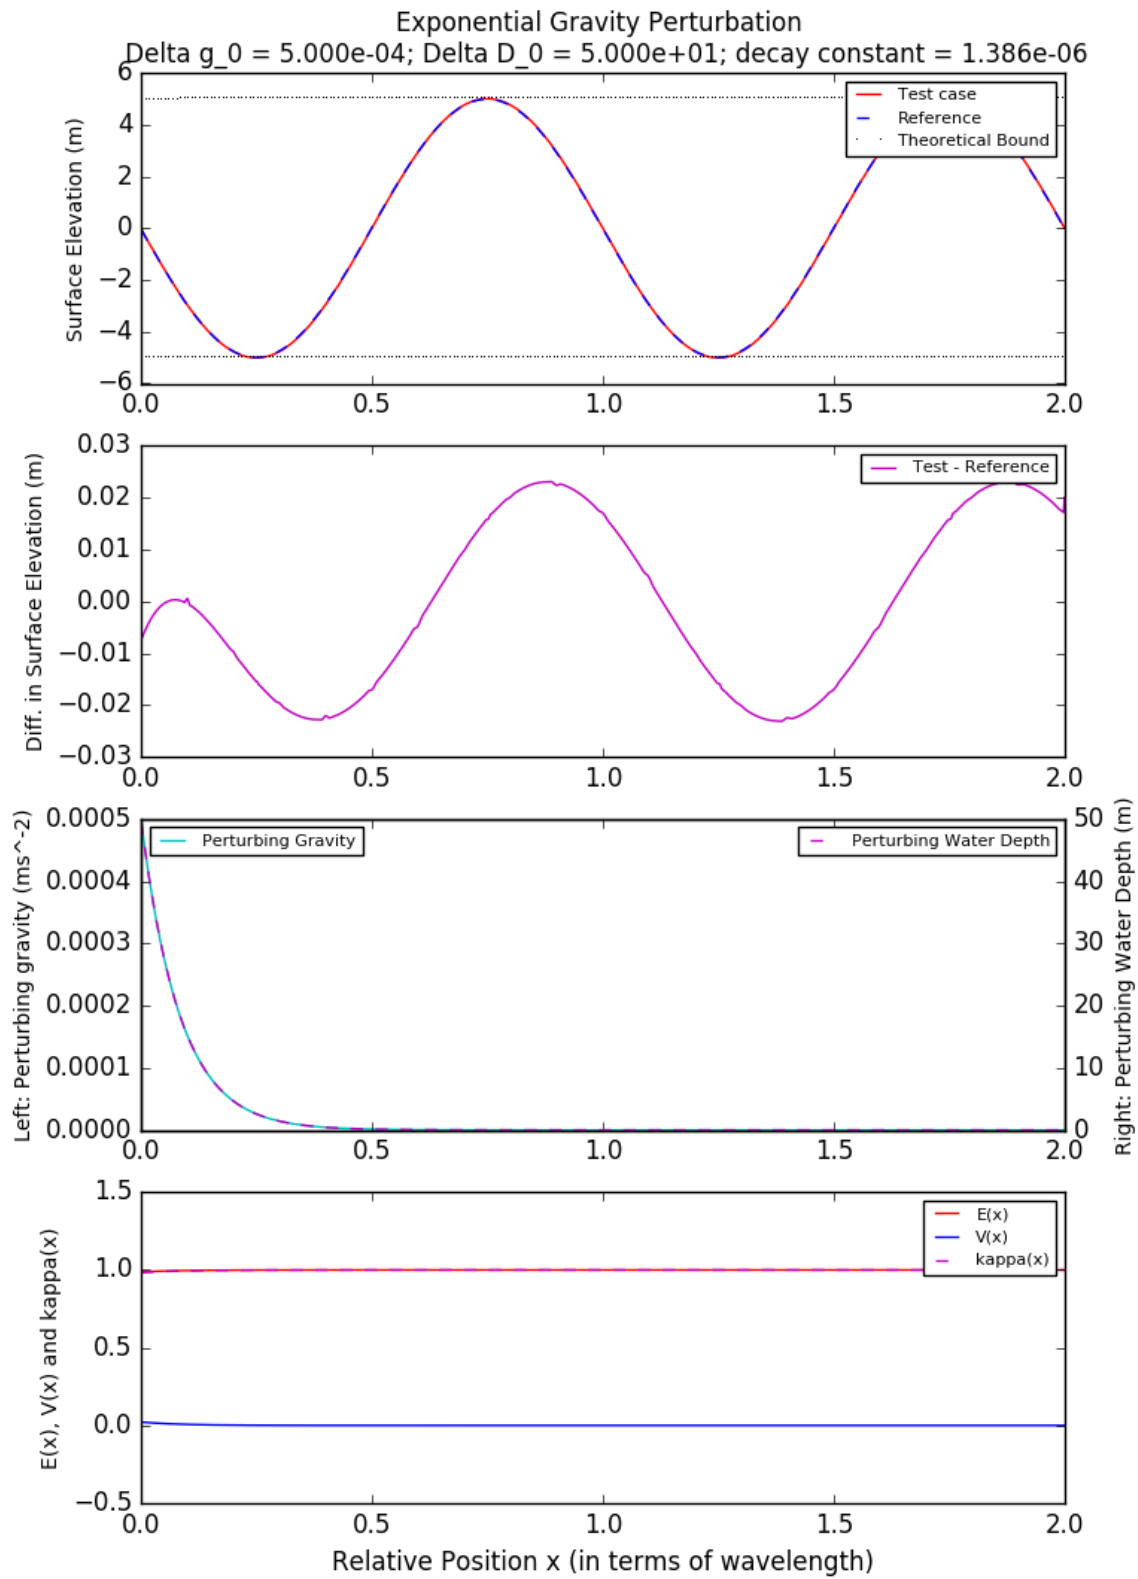 Exponential Gravity Perturbation
Delta g_0 = 5.000e-04; Delta D_0 = 5.000e+01; decay constant = 1.386e-06
Surface Elevation (m)
6
4
2
0
−2
−4
−6
Test case
Reference
Theoretical Bound
0.0 0.5 1.0 1.5 2.0
Diff. in Surface Elevation (m)
0.03
0.02
0.01
0.00
−0.01
−0.02
−0.03
Test - Reference
0.0 0.5 1.0 1.5 2.0
Left: Perturbing gravity (ms^-2)
0.0005
0.0004
0.0003
0.0002
0.0001
0.0000
Perturbing Gravity
Perturbing Water Depth
50
40
30
20
10
0
Right: Perturbing Water Depth (m)
0.0 0.5 1.0 1.5 2.0
E(x), V(x) and kappa(x)
1.5
1.0
0.5
0.0
−0.5
E(x)
V(x)
kappa(x)
0.0 0.5 1.0 1.5 2.0
Relative Position x (in terms of wavelength)